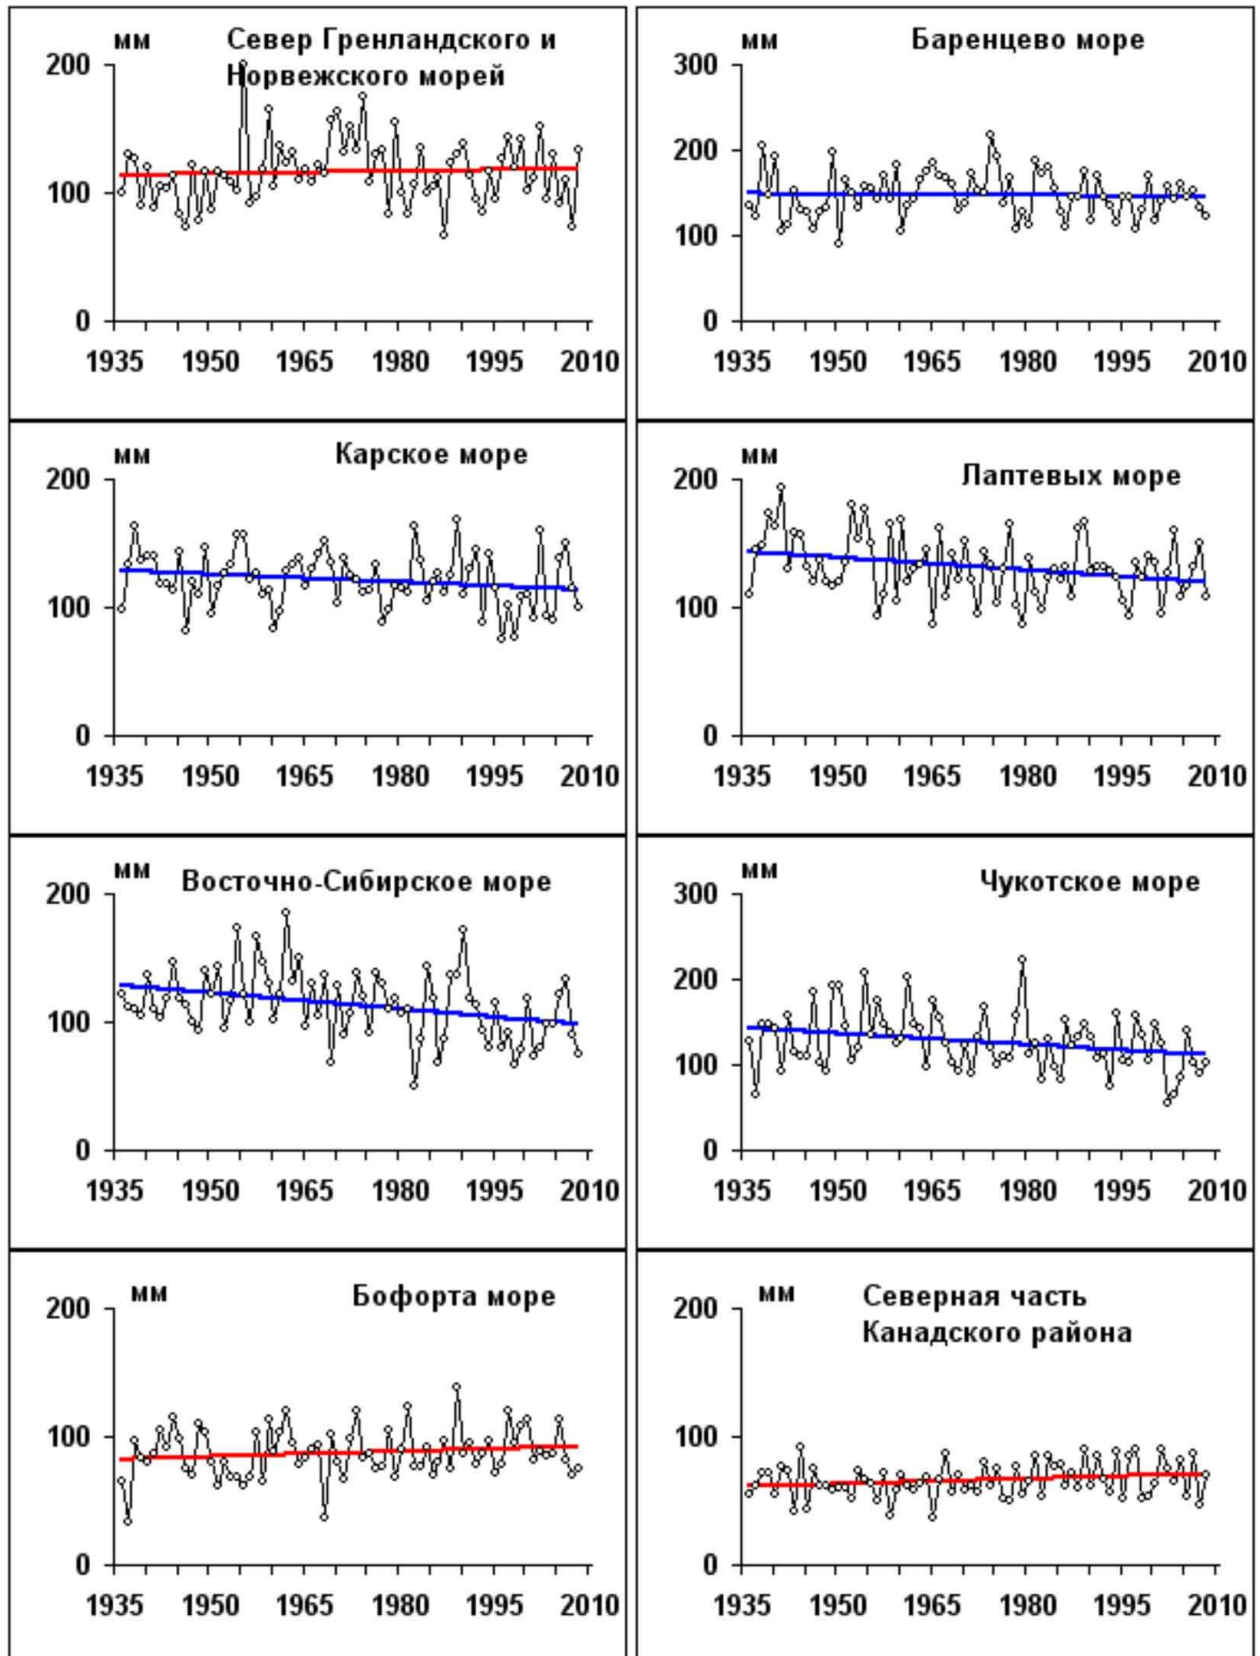 мм Север Гренландского и
Норвежского морей
200
100
0
1935 1950 1965 1980 1995 2010
мм Баренцево море
300
200
100
0
1935 1950 1965 1980 1995 2010
мм Карское море
200
100
0
1935 1950 1965 1980 1995 2010
мм
Лаптевых море
200
100
0
1935 1950 1965 1980 1995 2010
мм Восточно-Сибирское море
200
100
0
1935 1950 1965 1980 1995 2010
мм Чукотское море
300
200
100
0
1935 1950 1965 1980 1995 2010
мм Бофорта море
200
100
0
1935 1950 1965 1980 1995 2010
мм Северная часть
Канадского района
200
100
0
1935 1950 1965 1980 1995 2010